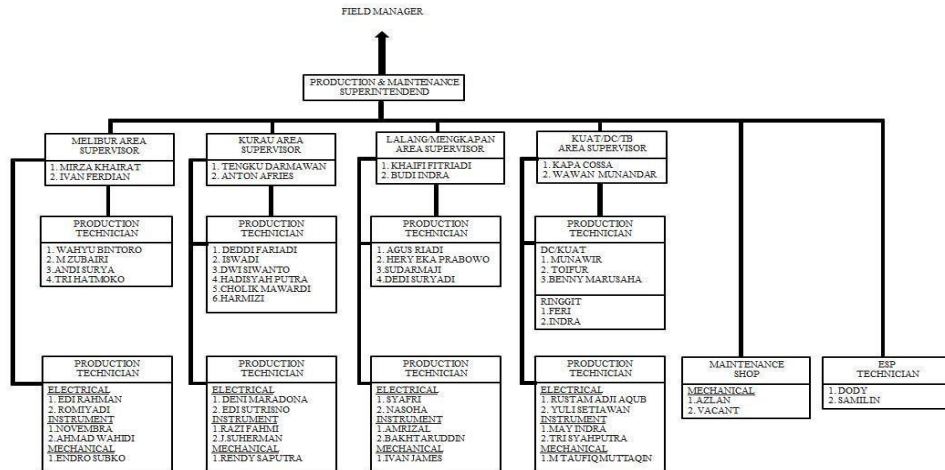 FIELD MANAGER
PRODUCTION & MAINTENANCE
SUPERINTENDEND
MELIBUR AREA
SUPERVISOR
1. MIRZA KHAIRAT
2. IVAN FERDIAN
KURAU AREA
SUPERVISOR
1. TENGKU DARMAWAN
2. ANTON AFRIES
LALANG/MENGKAPAN
AREA SUPERVISOR
1. KHAIFI FITRIADI
2. BUDI INDRA
KUAT/DC/TB
AREA SUPERVISOR
1. KAPA COSSA
2. WAWAN MUNANDAR
PRODUCTION
TECHNICIAN
1. WAHYU BINTORO
2. M ZUBAIRI
3. ANDI SURYA
4. TRI HATMOKO
PRODUCTION
TECHNICIAN
1. DEDDI FARIADI
2. ISWADI
3. DWI SIWANTO
4. HADISYAH PUTRA
5. CHOLIK MAWARDI
6. HARMIZI
PRODUCTION
TECHNICIAN
1. AGUS RIADI
2. HERY EKA PRABOWO
3. SUDARMAJI
4. DEDI SURYADI
PRODUCTION
TECHNICIAN
DC/KUAT
1. MUNAWIR
2. TOIFUR
3. BENNY MARUSAHA
RINGGIT
1.FERI
2.INDRA
PRODUCTION
TECHNICIAN
ELECTRICAL
1. EDI RAHMAN
2. ROMIYADI
INSTRUMENT
1.NOVEMBRA
2.AHMAD WAHIDI
MECHANICAL
1.ENDRO SUBKO
PRODUCTION
TECHNICIAN
ELECTRICAL
1. DENI MARADONA
2. EDI SUTRISNO
INSTRUMENT
1.RAZI FAHMI
2.J.SUHERMAN
MECHANICAL
1.RENDY SAPUTRA
PRODUCTION
TECHNICIAN
ELECTRICAL
1. SYAFRI
2. NASOHA
INSTRUMENT
1. AMRIZAL
2. BAKHTARUDDIN
MECHANICAL
1.IVAN JAMES
PRODUCTION
TECHNICIAN
ELECTRICAL
1. RUSTAM ADJI AQUB
2. YULI SETIAWAN
INSTRUMENT
1.MAY INDRA
2.TRI SYAHPUTRA
MECHANICAL
1.M TAUFIQ MUTTAQIN
MAINTENANCE
SHOP
MECHANICAL
1.AZLAN
2. VACANT
ESP
TECHNICIAN
1. DODY
2. SAMILIN